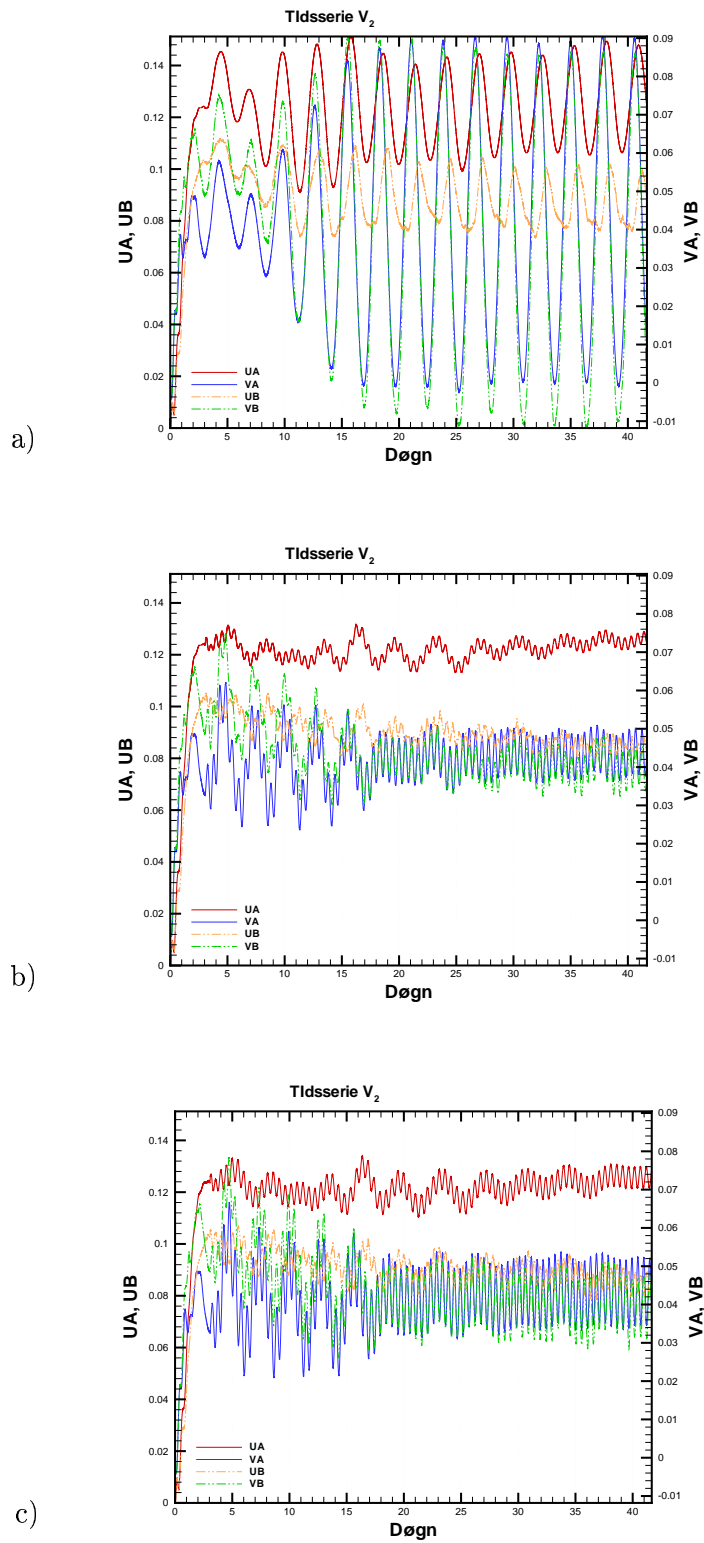 TIdsserie V2
0.14
0.12
0.1
0.08
0.06
0.04
0.02
0
UA, UB
0.09
0.08
0.07
0.06
0.05
0.04
0.03
0.02
0.01
0
-0.01
VA, VB
UA
VA
UB
VB
0 5 10 15 20 25 30 35 40
Døgn
a)
TIdsserie V2
0.14
0.12
0.1
0.08
0.06
0.04
0.02
0
UA, UB
0.09
0.08
0.07
0.06
0.05
0.04
0.03
0.02
0.01
0
-0.01
VA, VB
UA
VA
UB
VB
0 5 10 15 20 25 30 35 40
Døgn
b)
TIdsserie V2
0.14
0.12
0.1
0.08
0.06
0.04
0.02
0
UA, UB
0.09
0.08
0.07
0.06
0.05
0.04
0.03
0.02
0.01
0
-0.01
VA, VB
UA
VA
UB
VB
0 5 10 15 20 25 30 35 40
Døgn
c)